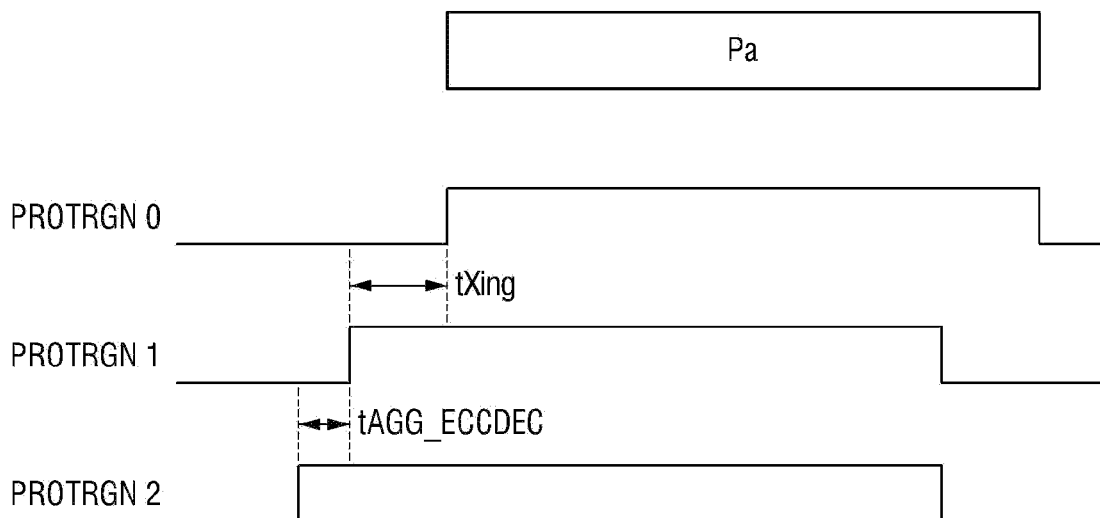 Pa
PROTRGN 0
tXing
PROTRGN 1
tAGG_ECCDEC
PROTRGN 2